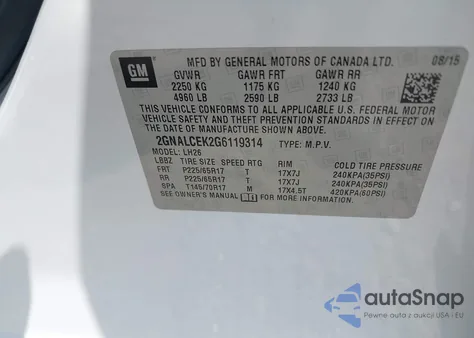 GM
MFD BY GENERAL MOTORS OF CANADA LTD. 08/15
GVWR GAWR FRT GAWR RR
2250 KG 1175 KG 1240 KG
4960 LB 2590 LB 2733 LB
THIS VEHICLE CONFORMS TO ALL APPLICABLE U.S. FEDERAL MOTOR
VEHICLE SAFETY AND THEFT PREVENTION STANDARDS IN EFFECT
ON THE DATE OF MANUFACTURE SHOWN ABOVE.
2GNALCEK2G6119314 TYPE: M.P.V.
MODEL: LH26
LBBZ TIRE SIZE SPEED RTG RIM COLD TIRE PRESSURE
FRT P225/65R17 T 17X7J 240KPA(35PSI)
RR P225/65R17 T 17X7J 240KPA(35PSI)
SPA T145/70R17 M 17X4.5T 420KPA(60PSI)
SEE OWNER'S MANUAL FOR MORE INFORMATION.
autoSnap
Pewne auta z aukcji USA i EU